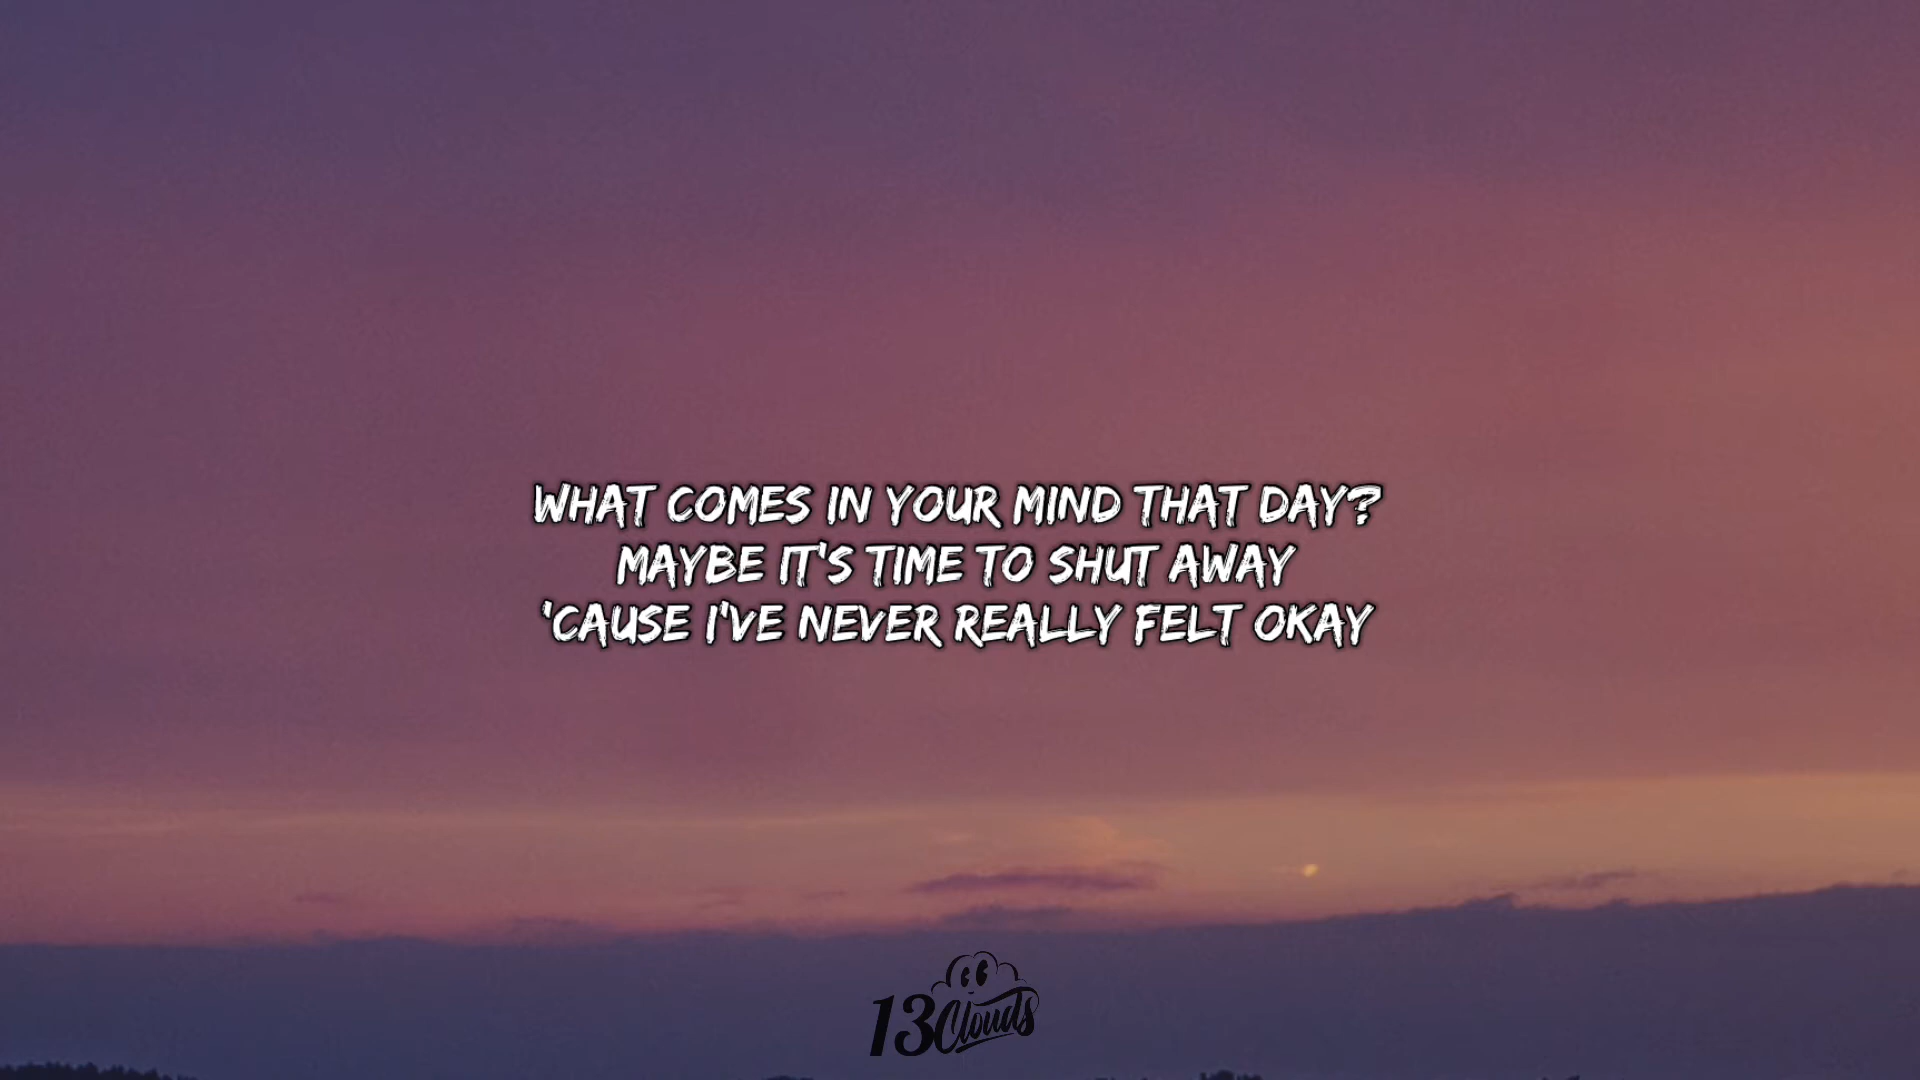 WHAT COMES IN YOUR MIND THAT DAY?
MAYBE IT'S TIME TO SHUT AWAY
'CAUSE I'VE NEVER REALLY FELT OKAY
13Clouds